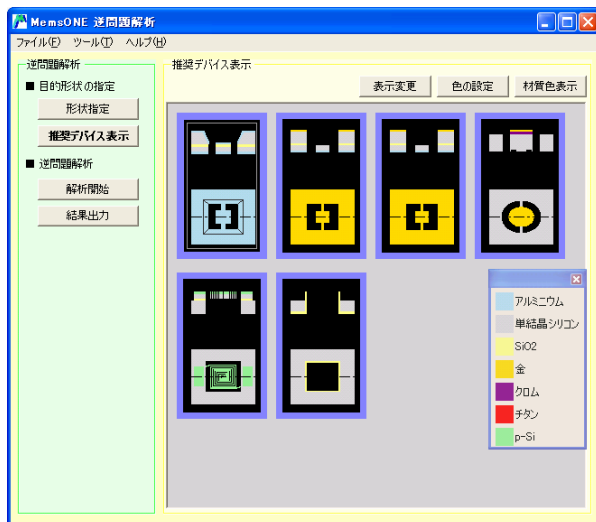 MemsONE 逆問題解析
ファイル(F) ツール(T) ヘルプ(H)
逆問題解析
■ 目的形状の指定
形状指定
推奨デバイス表示
■ 逆問題解析
解析開始
結果出力
推奨デバイス表示
表示変更 色の設定 材質色表示
アルミニウム
単結晶シリコン
SiO2
金
クロム
チタン
p-Si